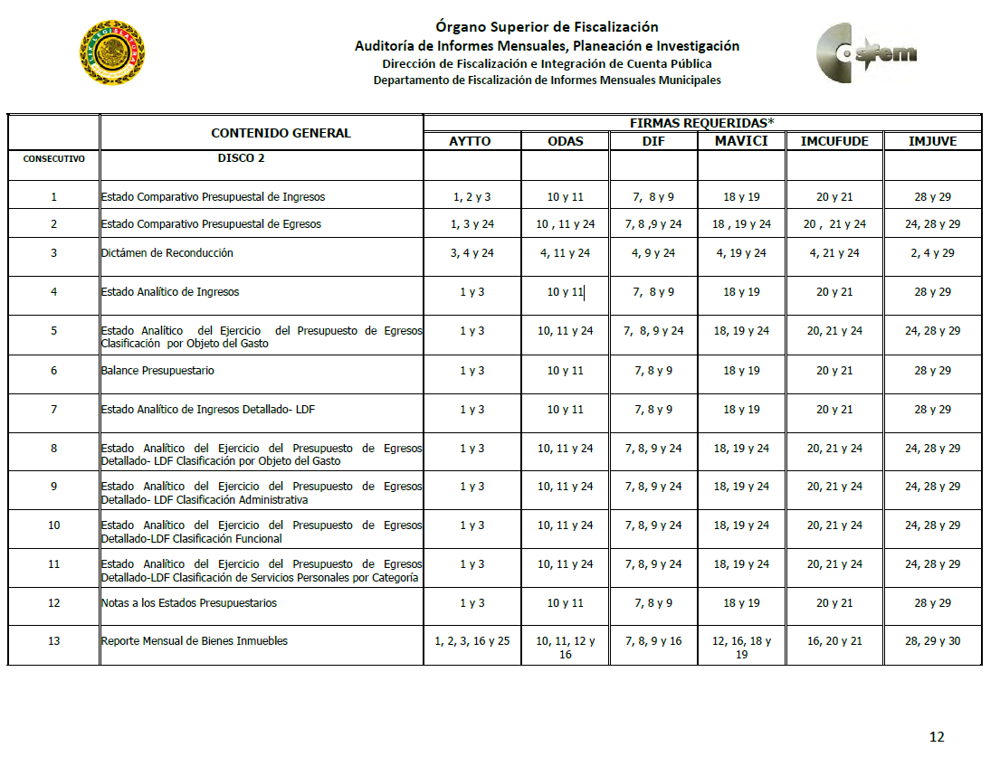 Órgano Superior de Fiscalización
Auditoría de Informes Mensuales, Planeación e Investigación
Dirección de Fiscalización e Integración de Cuenta Pública
Departamento de Fiscalización de Informes Mensuales Municipales
LIX LEGISLATURA
osfem
CONTENIDO GENERAL
FIRMAS REQUERIDAS*
AYTTO ODAS DIF MAVICI IMCUFUDE IMJUVE
CONSECUTIVO DISCO 2
1 Estado Comparativo Presupuestal de Ingresos 1, 2 y 3 10 y 11 7, 8 y 9 18 y 19 20 y 21 28 y 29
2 Estado Comparativo Presupuestal de Egresos 1, 3 y 24 10 , 11 y 24 7, 8 ,9 y 24 18 , 19 y 24 20 , 21 y 24 24, 28 y 29
3 Dictámen de Reconducción 3, 4 y 24 4, 11 y 24 4, 9 y 24 4, 19 y 24 4, 21 y 24 2, 4 y 29
4 Estado Analítico de Ingresos 1 y 3 10 y 11 7, 8 y 9 18 y 19 20 y 21 28 y 29
5 Estado Analítico del Ejercicio del Presupuesto de Egresos 1 y 3 10, 11 y 24 7, 8, 9 y 24 18, 19 y 24 20, 21 y 24 24, 28 y 29
Clasificación por Objeto del Gasto
6 Balance Presupuestario 1 y 3 10 y 11 7, 8 y 9 18 y 19 20 y 21 28 y 29
7 Estado Analítico de Ingresos Detallado- LDF 1 y 3 10 y 11 7, 8 y 9 18 y 19 20 y 21 28 y 29
8 Estado Analítico del Ejercicio del Presupuesto de Egresos 1 y 3 10, 11 y 24 7, 8, 9 y 24 18, 19 y 24 20, 21 y 24 24, 28 y 29
Detallado- LDF Clasificación por Objeto del Gasto
9 Estado Analítico del Ejercicio del Presupuesto de Egresos 1 y 3 10, 11 y 24 7, 8, 9 y 24 18, 19 y 24 20, 21 y 24 24, 28 y 29
Detallado- LDF Clasificación Administrativa
10 Estado Analítico del Ejercicio del Presupuesto de Egresos 1 y 3 10, 11 y 24 7, 8, 9 y 24 18, 19 y 24 20, 21 y 24 24, 28 y 29
Detallado-LDF Clasificación Funcional
11 Estado Analítico del Ejercicio del Presupuesto de Egresos 1 y 3 10, 11 y 24 7, 8, 9 y 24 18, 19 y 24 20, 21 y 24 24, 28 y 29
Detallado-LDF Clasificación de Servicios Personales por Categoría
12 Notas a los Estados Presupuestarios 1 y 3 10 y 11 7, 8 y 9 18 y 19 20 y 21 28 y 29
13 Reporte Mensual de Bienes Inmuebles 1, 2, 3, 16 y 25 10, 11, 12 y 7, 8, 9 y 16 12, 16, 18 y 16, 20 y 21 28, 29 y 30
16 19
12